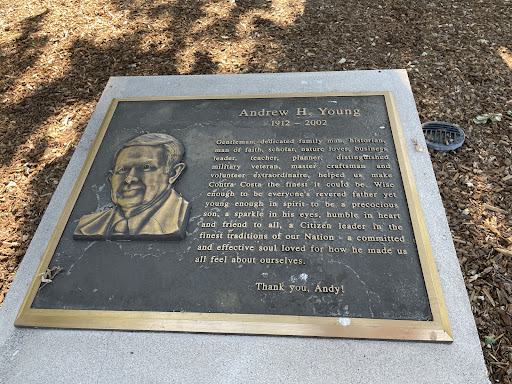 Andrew H. Young
1912 - 2002
Gentleman, dedicated family man, historian,
man of faith, scholar, nature lover, business
leader, teacher, planner, distinguished
military veteran, master craftsman and
volunteer extraordinaire, helped us make
Contra Costa the finest it could be. Wise
enough to be everyone's revered father yet
young enough in spirit to be a precocious
son, a sparkle in his eyes, humble in heart
and friend to all, a Citizen leader in the
finest traditions of our Nation - a committed
and effective soul loved for how he made us
all feel about ourselves.
Thank you, Andy!